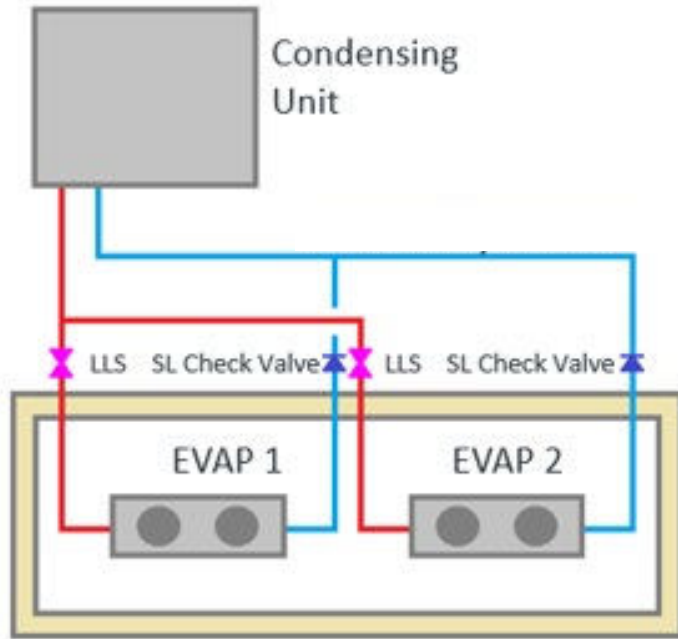 Condensing
Unit
LLS SL Check Valve LLS SL Check Valve
EVAP 1 EVAP 2